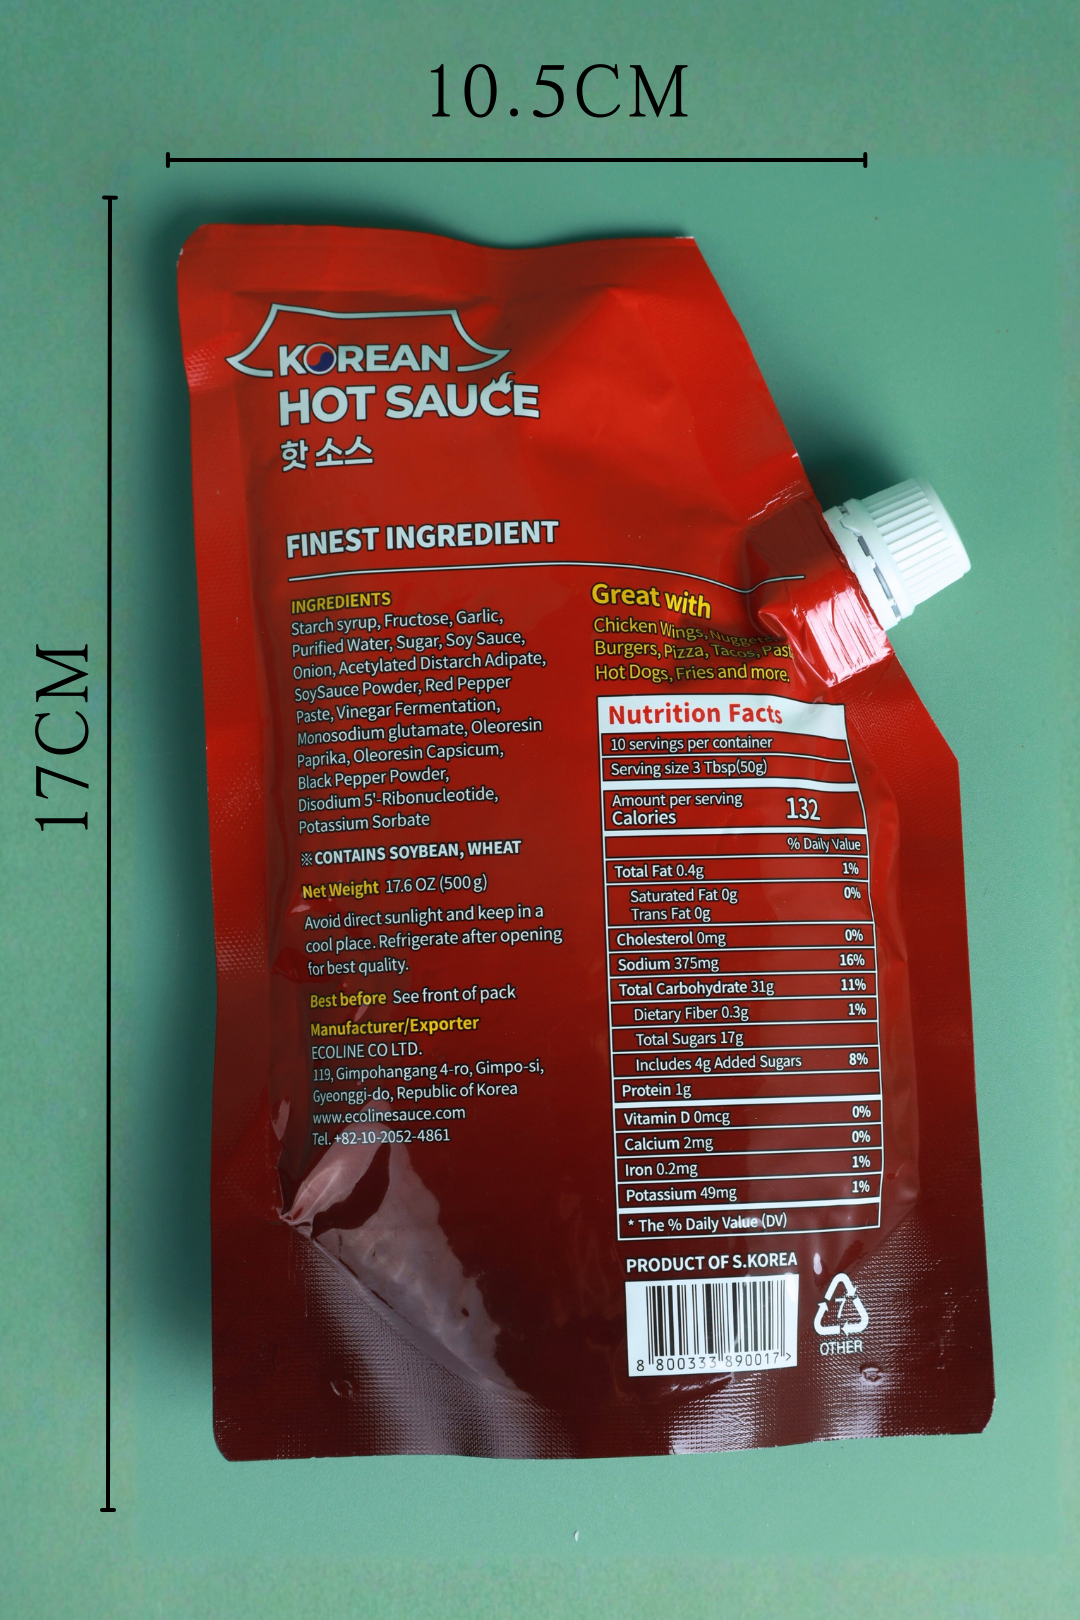 10.5CM
17CM
KOREAN
HOT SAUCE
핫 소스
FINEST INGREDIENT
INGREDIENTS
Starch syrup, Fructose, Garlic,
Purified Water, Sugar, Soy Sauce,
Onion, Acetylated Distarch Adipate,
SoySauce Powder, Red Pepper
Paste, Vinegar Fermentation,
Monosodium glutamate, Oleoresin
Paprika, Oleoresin Capsicum,
Black Pepper Powder,
Disodium 5'-Ribonucleotide,
Potassium Sorbate
※CONTAINS SOYBEAN, WHEAT
Net Weight 17.6 OZ (500 g)
Avoid direct sunlight and keep in a
cool place. Refrigerate after opening
for best quality.
Best before See front of pack
Manufacturer/Exporter
ECOLINE CO LTD.
119, Gimpohangang 4-ro, Gimpo-si,
Gyeonggi-do, Republic of Korea
www.ecolinesauce.com
Tel. +82-10-2052-4861
Great with
Chicken Wings, Nuggets,
Burgers, Pizza, Tacos,
Hot Dogs, Fries and more.
Nutrition Facts
10 servings per container
Serving size 3 Tbsp(50g)
Amount per serving
Calories 132
% Daily Value
Total Fat 0.4g 1%
Saturated Fat 0g 0%
Trans Fat 0g
Cholesterol 0mg 0%
Sodium 375mg 16%
Total Carbohydrate 31g 11%
Dietary Fiber 0.3g 1%
Total Sugars 17g
Includes 4g Added Sugars 8%
Protein 1g
Vitamin D 0mcg 0%
Calcium 2mg 0%
Iron 0.2mg 1%
Potassium 49mg 1%
* The % Daily Value (DV)
PRODUCT OF S.KOREA
8 800333 890017 >
7
OTHER